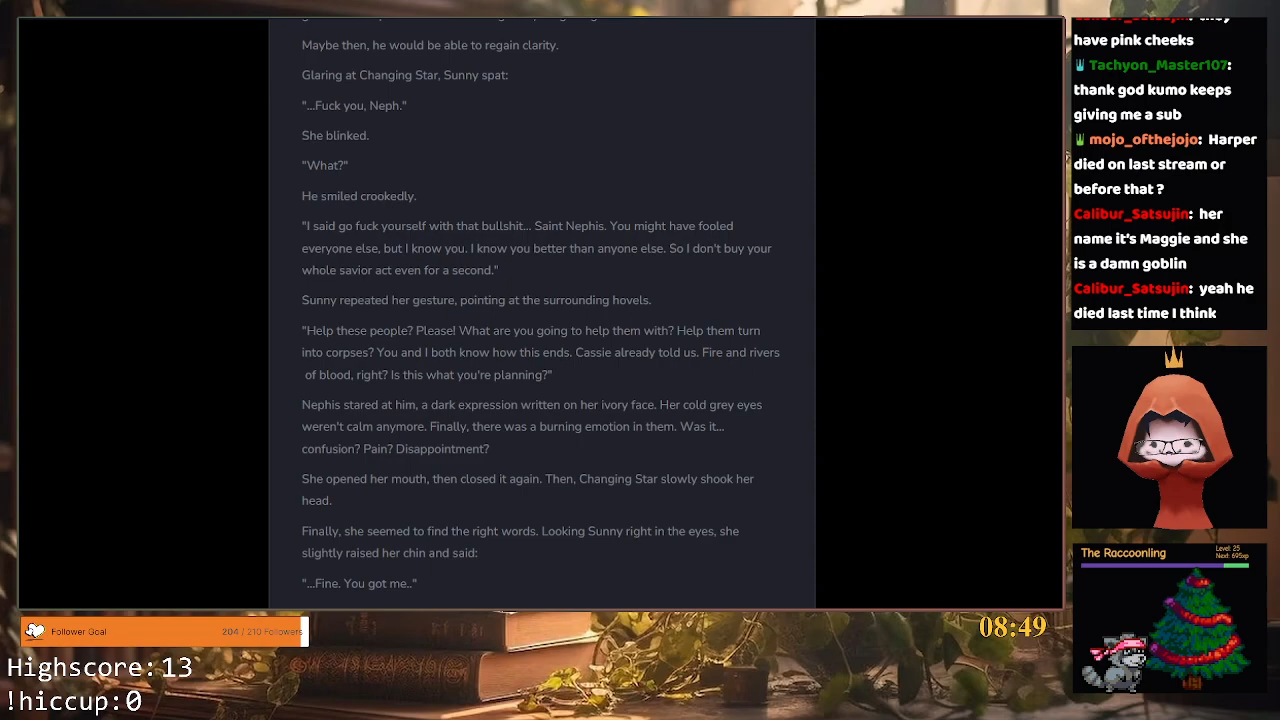 Maybe then, he would be able to regain clarity.
Glaring at Changing Star, Sunny spat:
"...Fuck you, Neph."
She blinked.
"What?"
He smiled crookedly.
"I said go fuck yourself with that bullshit... Saint Nephis. You might have fooled
everyone else, but I know you. I know you better than anyone else. So I don't buy your
whole savior act even for a second."
Sunny repeated her gesture, pointing at the surrounding hovels.
"Help these people? Please! What are you going to help them with? Help them turn
into corpses? You and I both know how this ends. Cassie already told us. Fire and rivers
of blood, right? Is this what you're planning?"
Nephis stared at him, a dark expression written on her ivory face. Her cold grey eyes
weren't calm anymore. Finally, there was a burning emotion in them. Was it...
confusion? Pain? Disappointment?
She opened her mouth, then closed it again. Then, Changing Star slowly shook her
head.
Finally, she seemed to find the right words. Looking Sunny right in the eyes, she
slightly raised her chin and said:
"...Fine. You got me.."
Calibur_Satsujin: they
have pink cheeks
Tachyon_Master107:
thank god kumo keeps
giving me a sub
mojo_ofthejojo: Harper
died on last stream or
before that ?
Calibur_Satsujin: her
name it's Maggie and she
is a damn goblin
Calibur_Satsujin: yeah he
died last time I think
The Raccoonling
Level: 25
Next: 695xp
Follower Goal
204 / 210 Followers
08:49
Highscore:13
!hiccup:0